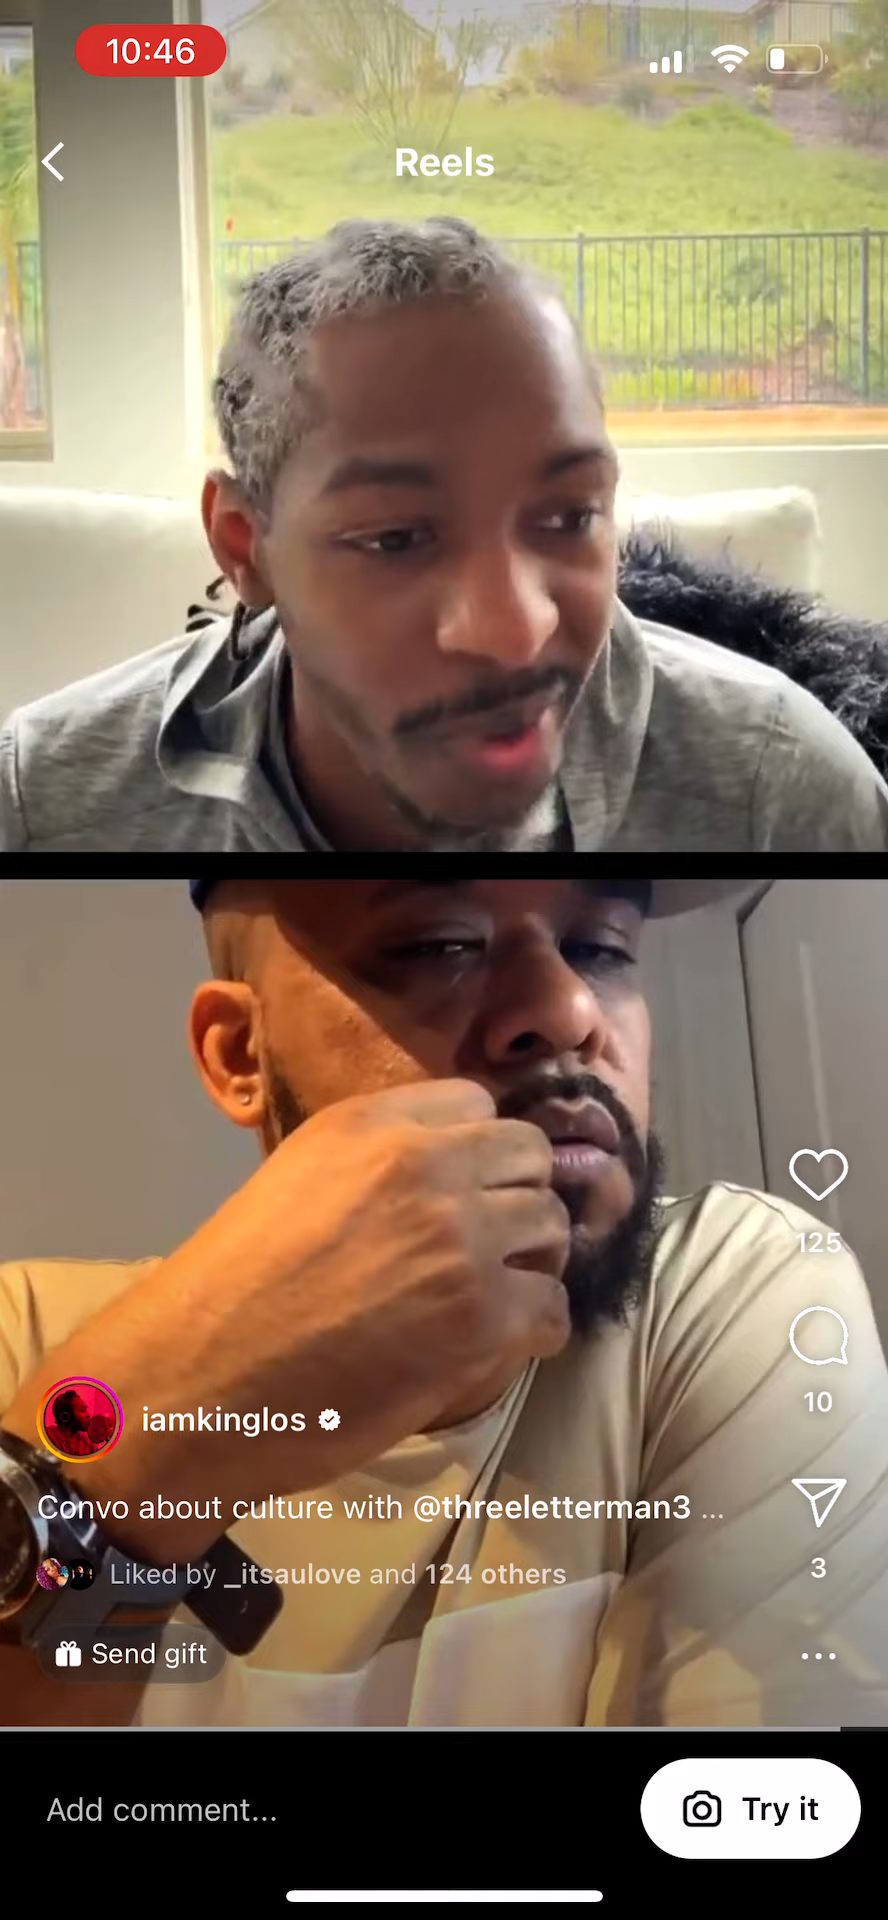 10:46
Reels
125
10
iamkinglos
Convo about culture with @threeletterman3 ...
3
Liked by _itsaulove and 124 others
Send gift
Add comment...
Try it